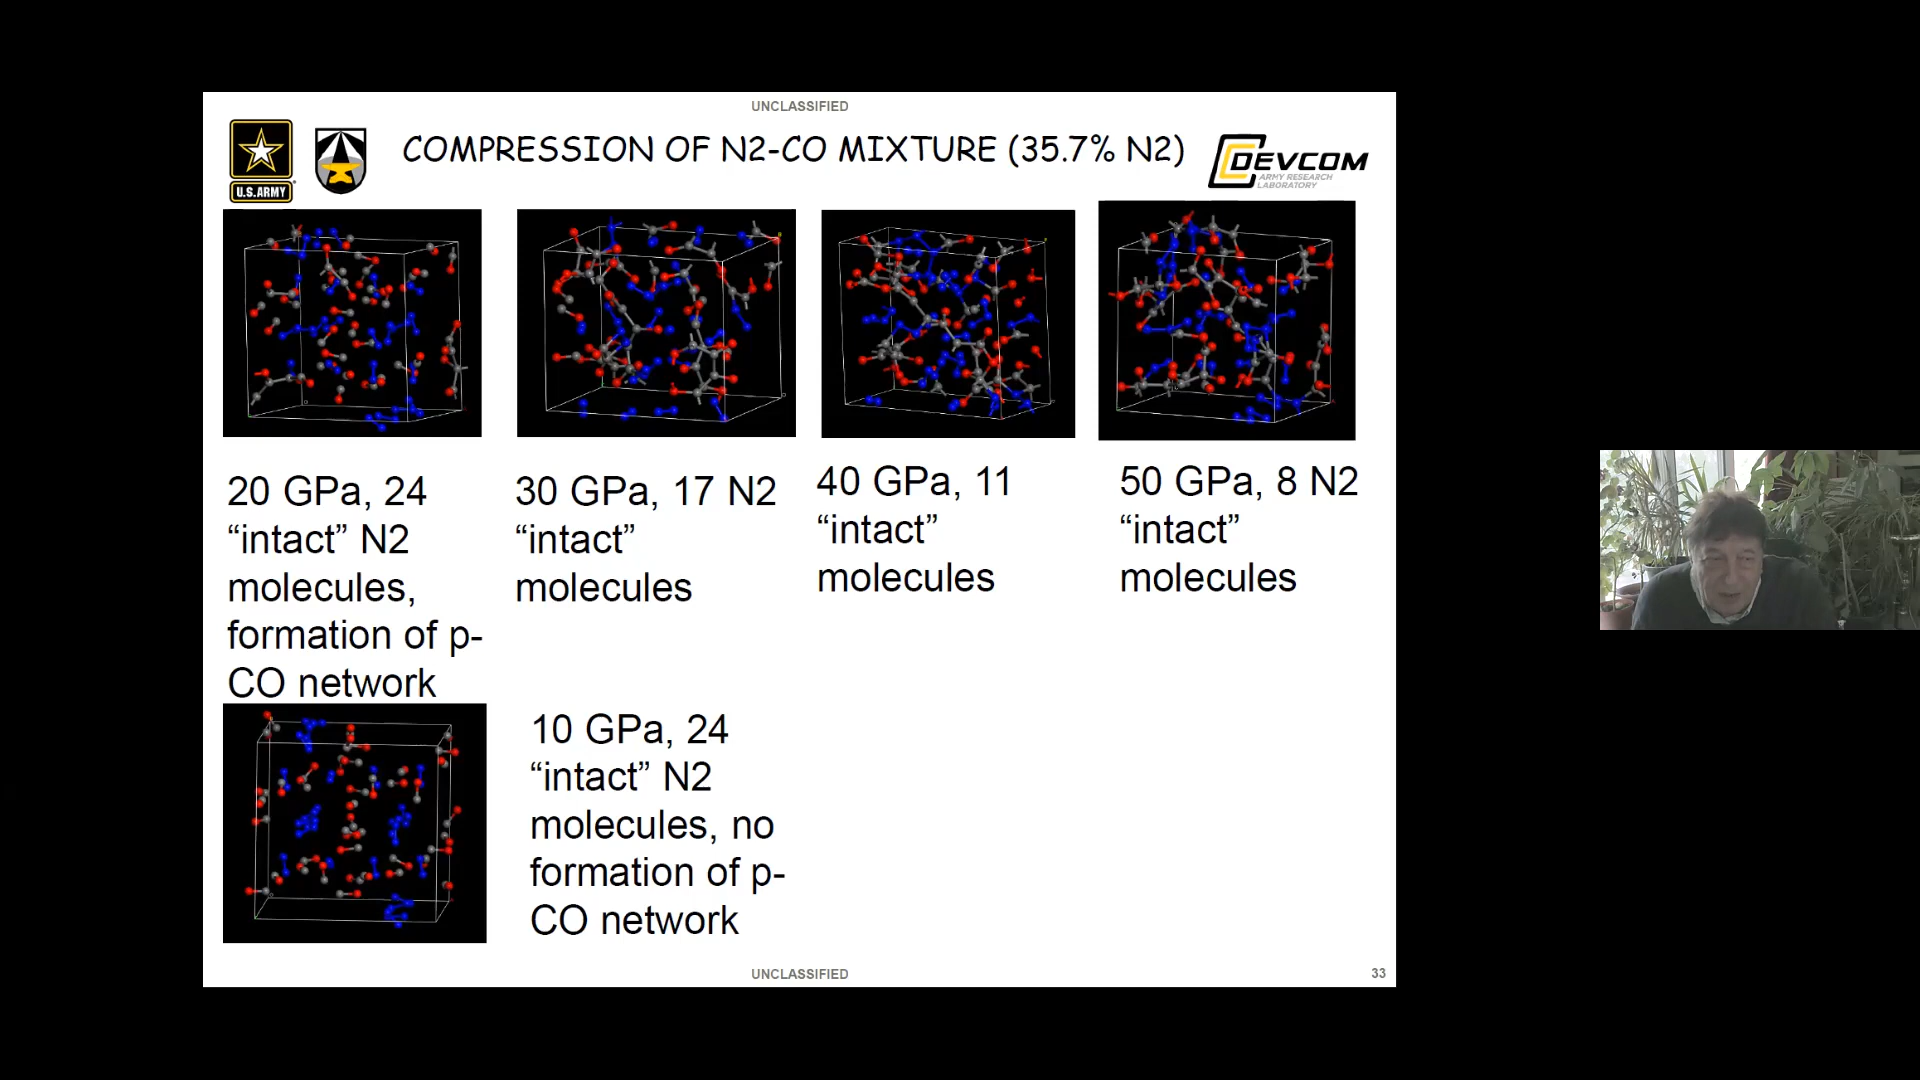 UNCLASSIFIED
COMPRESSION OF N2-CO MIXTURE (35.7% N2)
U.S.ARMY
DEVCOM
ARMY RESEARCH
LABORATORY
20 GPa, 24
“intact” N2
molecules,
formation of p-
CO network
30 GPa, 17 N2
“intact”
molecules
40 GPa, 11
“intact”
molecules
50 GPa, 8 N2
“intact”
molecules
10 GPa, 24
“intact” N2
molecules, no
formation of p-
CO network
UNCLASSIFIED
33